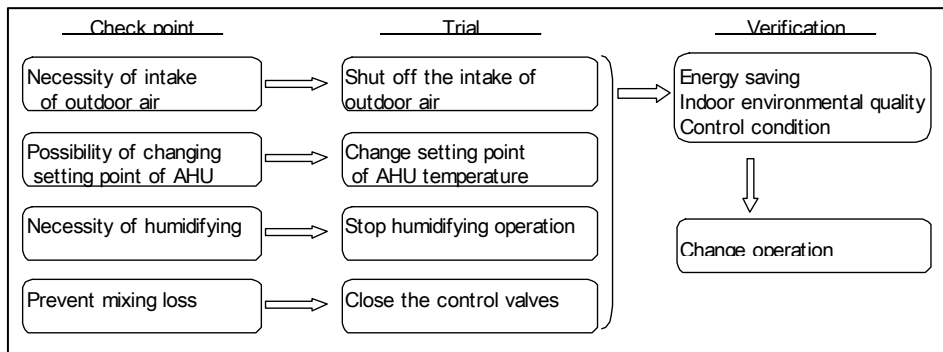 Check point
Trial
Verification
Necessity of intake
of outdoor air
Shut off the intake of
outdoor air
Energy saving
Indoor environmental quality
Control condition
Possibility of changing
setting point of AHU
Change setting point
of AHU temperature
Necessity of humidifying
Stop humidifying operation
Change operation
Prevent mixing loss
Close the control valves